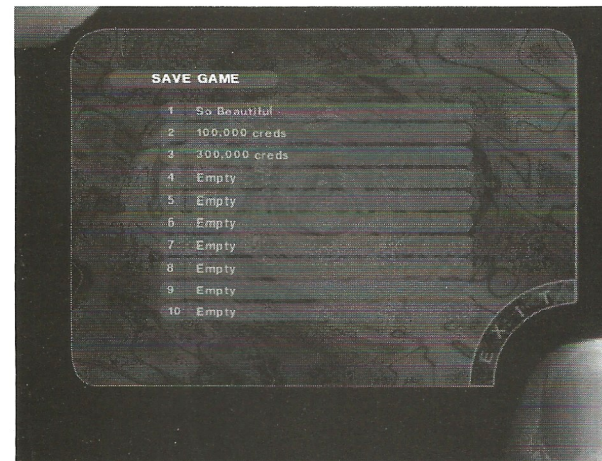 SAVE GAME
1 So Beautiful
2 100,000 creds
3 300,000 creds
4 Empty
5 Empty
6 Empty
7 Empty
8 Empty
9 Empty
10 Empty
EXIT